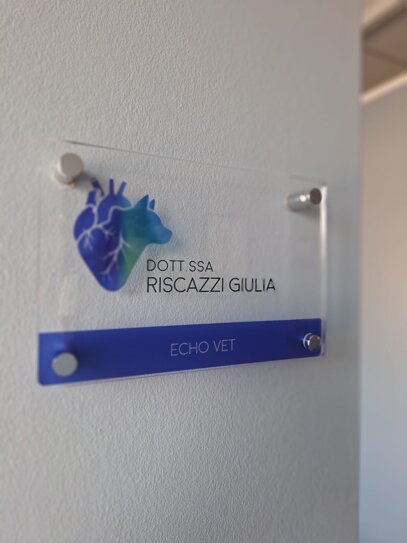 DOTT.SSA
RISCAZZI GIULIA
ECHO VET